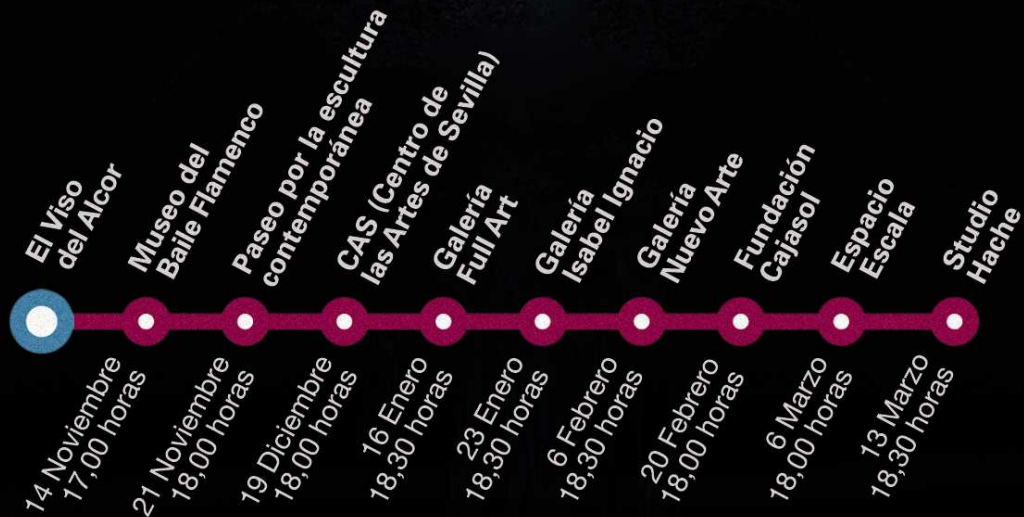 El Viso
del Alcor
Museo del
Baile Flamenco
Paseo por la escultura
contemporánea
CAS (Centro de
las Artes de Sevilla)
Galería
Full Art
Galería
Isabel Ignacio
Galería
Nuevo Arte
Fundación
Cajasol
Espacio
Escala
Studio
Hache
14 Noviembre
17,00 horas
21 Noviembre
18,00 horas
19 Diciembre
18,00 horas
16 Enero
18,30 horas
23 Enero
18,30 horas
6 Febrero
18,30 horas
20 Febrero
18,00 horas
6 Marzo
18,00 horas
13 Marzo
18,30 horas